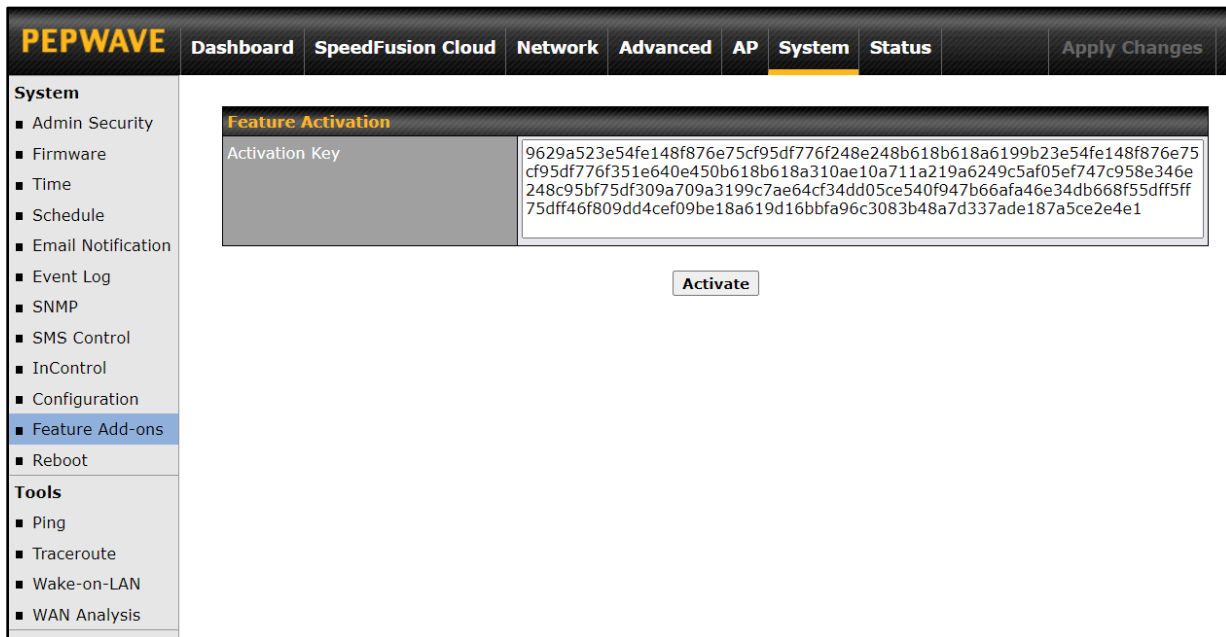 PEPWAVE
Dashboard SpeedFusion Cloud Network Advanced AP System Status Apply Changes
System
Admin Security
Firmware
Time
Schedule
Email Notification
Event Log
SNMP
SMS Control
InControl
Configuration
Feature Add-ons
Reboot
Tools
Ping
Traceroute
Wake-on-LAN
WAN Analysis
Feature Activation
Activation Key
9629a523e54fe148f876e75cf95df776f248e248b618b618a6199b23e54fe148f876e75
cf95df776f351e640e450b618b618a310ae10a711a219a6249c5af05ef747c958e346e
248c95bf75df309a709a3199c7ae64cf34dd05ce540f947b66afa46e34db668f55dff5ff
75dff46f809dd4cef09be18a619d16bbfa96c3083b48a7d337ade187a5ce2e4e1
Activate